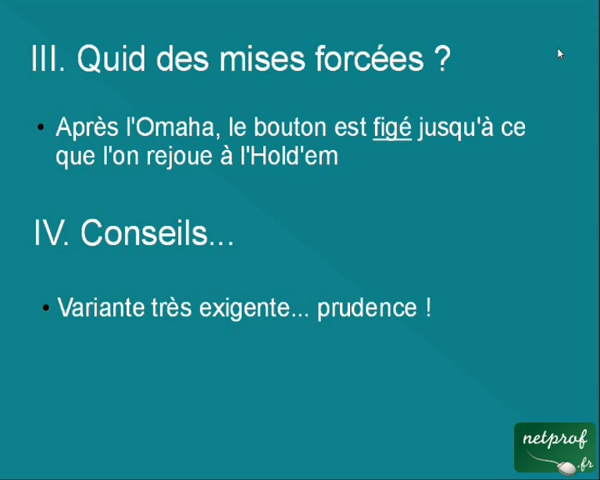 III. Quid des mises forcées ?
• Après l'Omaha, le bouton est figé jusqu'à ce
que l'on rejoue à l'Hold'em
IV. Conseils...
• Variante très exigente... prudence !
netprof
.fr